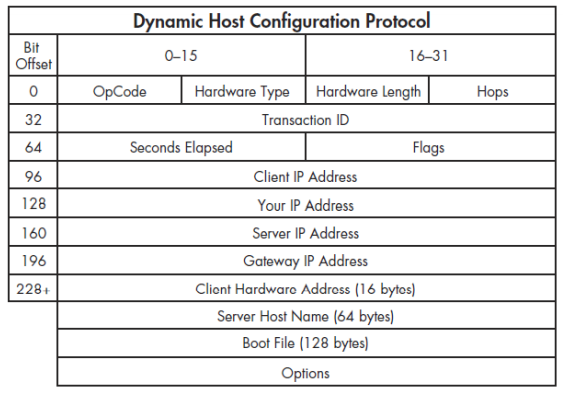 Dynamic Host Configuration Protocol
Bit Offset 0–15 16–31
0 OpCode Hardware Type Hardware Length Hops
32 Transaction ID
64 Seconds Elapsed Flags
96 Client IP Address
128 Your IP Address
160 Server IP Address
196 Gateway IP Address
228+ Client Hardware Address (16 bytes)
Server Host Name (64 bytes)
Boot File (128 bytes)
Options